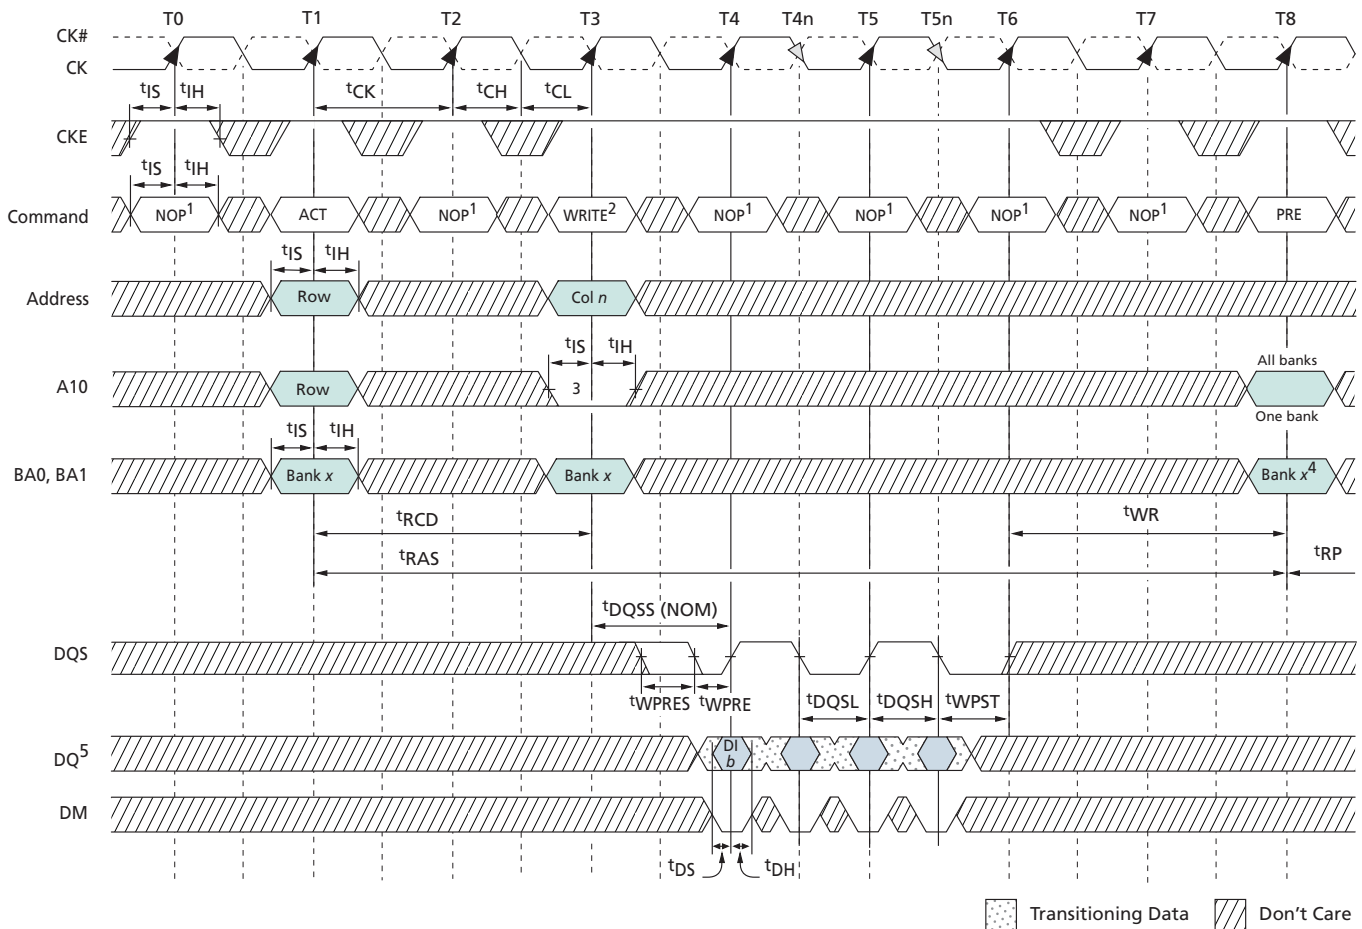 T0 T1 T2 T3 T4 T4n T5 T5n T6 T7 T8
CK#
CK
tIS tIH tCK tCH tCL
CKE
tIS tIH
Command NOP1 ACT NOP1 WRITE2 NOP1 NOP1 NOP1 NOP1 PRE
tIS tIH
Address Row Col n
tIS tIH
All banks
A10 Row 3
One bank
tIS tIH
BA0, BA1 Bank x Bank x Bank x4
tRCD tWR
tRAS tRP
tDQSS (NOM)
DQS
tWPRES tWPRE tDQSL tDQSH tWPST
DQ5 DI
b
DM
tDS tDH
Transitioning Data Don't Care